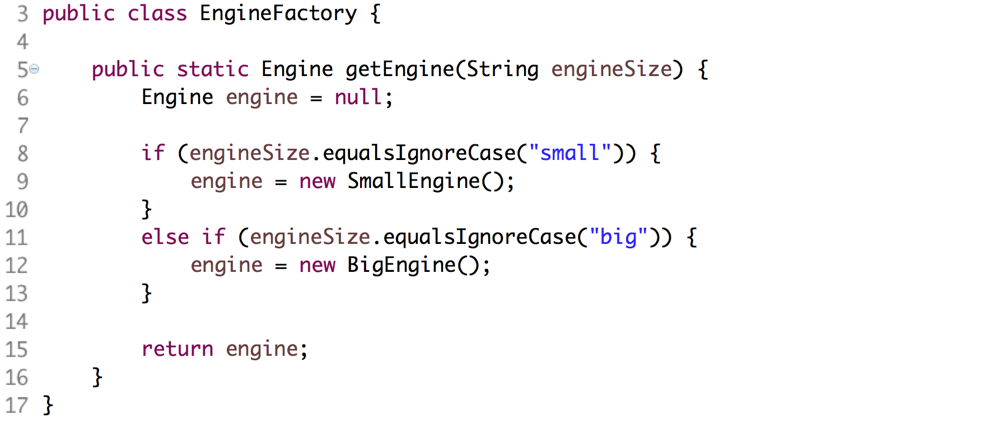 3 public class EngineFactory {
4
5 public static Engine getEngine(String engineSize) {
6 Engine engine = null;
7
8 if (engineSize.equalsIgnoreCase("small")) {
9 engine = new SmallEngine();
10 }
11 else if (engineSize.equalsIgnoreCase("big")) {
12 engine = new BigEngine();
13 }
14
15 return engine;
16 }
17 }